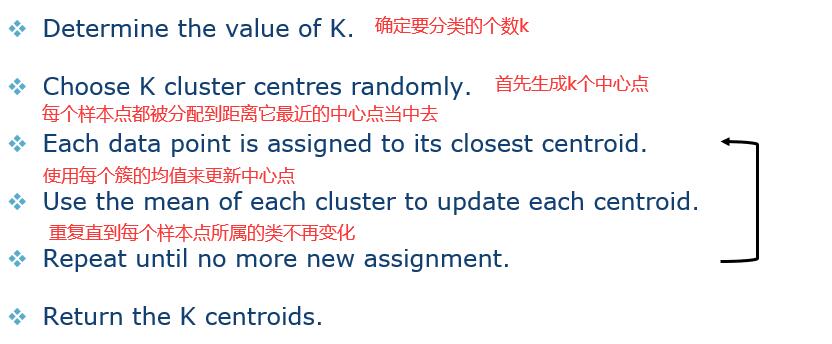 Determine the value of K. 确定要分类的个数k
Choose K cluster centres randomly. 首先生成k个中心点
每个样本点都被分配到距离它最近的中心点当中去
Each data point is assigned to its closest centroid.
使用每个簇的均值来更新中心点
Use the mean of each cluster to update each centroid.
重复直到每个样本点所属的类不再变化
Repeat until no more new assignment.
Return the K centroids.